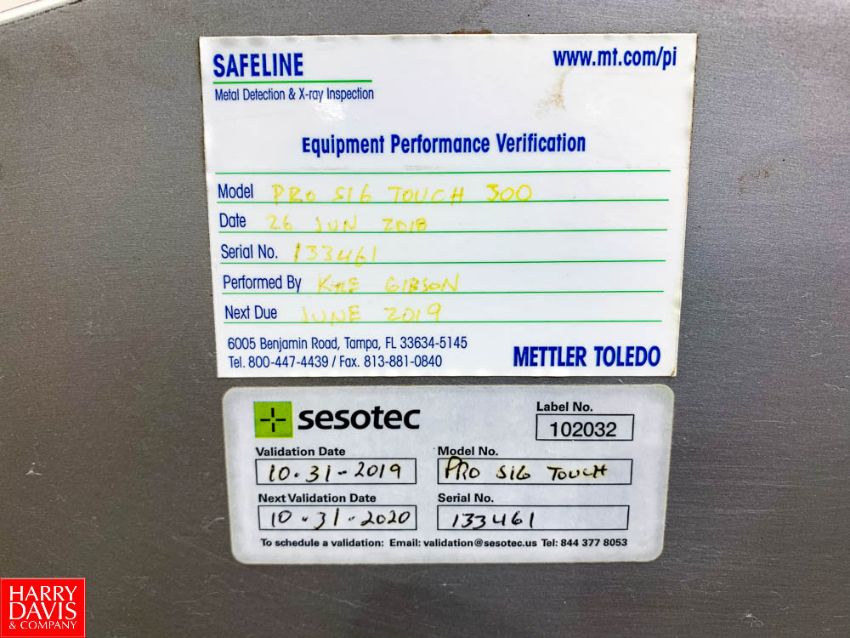 SAFELINE
www.mt.com/pi
Metal Detection & X-ray Inspection
Equipment Performance Verification
Model PRO SIG TOUCH 300
Date 26 JUN 2018
Serial No. 133461
Performed By KYLE GIBSON
Next Due JUNE 2019
6005 Benjamin Road, Tampa, FL 33634-5145
Tel. 800-447-4439 / Fax. 813-881-0840
METTLER TOLEDO
sesotec
Label No.
102032
Validation Date
10.31-2019
Model No.
PRO SIG TOUCH
Next Validation Date
10.31-2020
Serial No.
133461
To schedule a validation: Email: validation@sesotec.us Tel: 844 377 8053
HARRY
DAVIS
& COMPANY